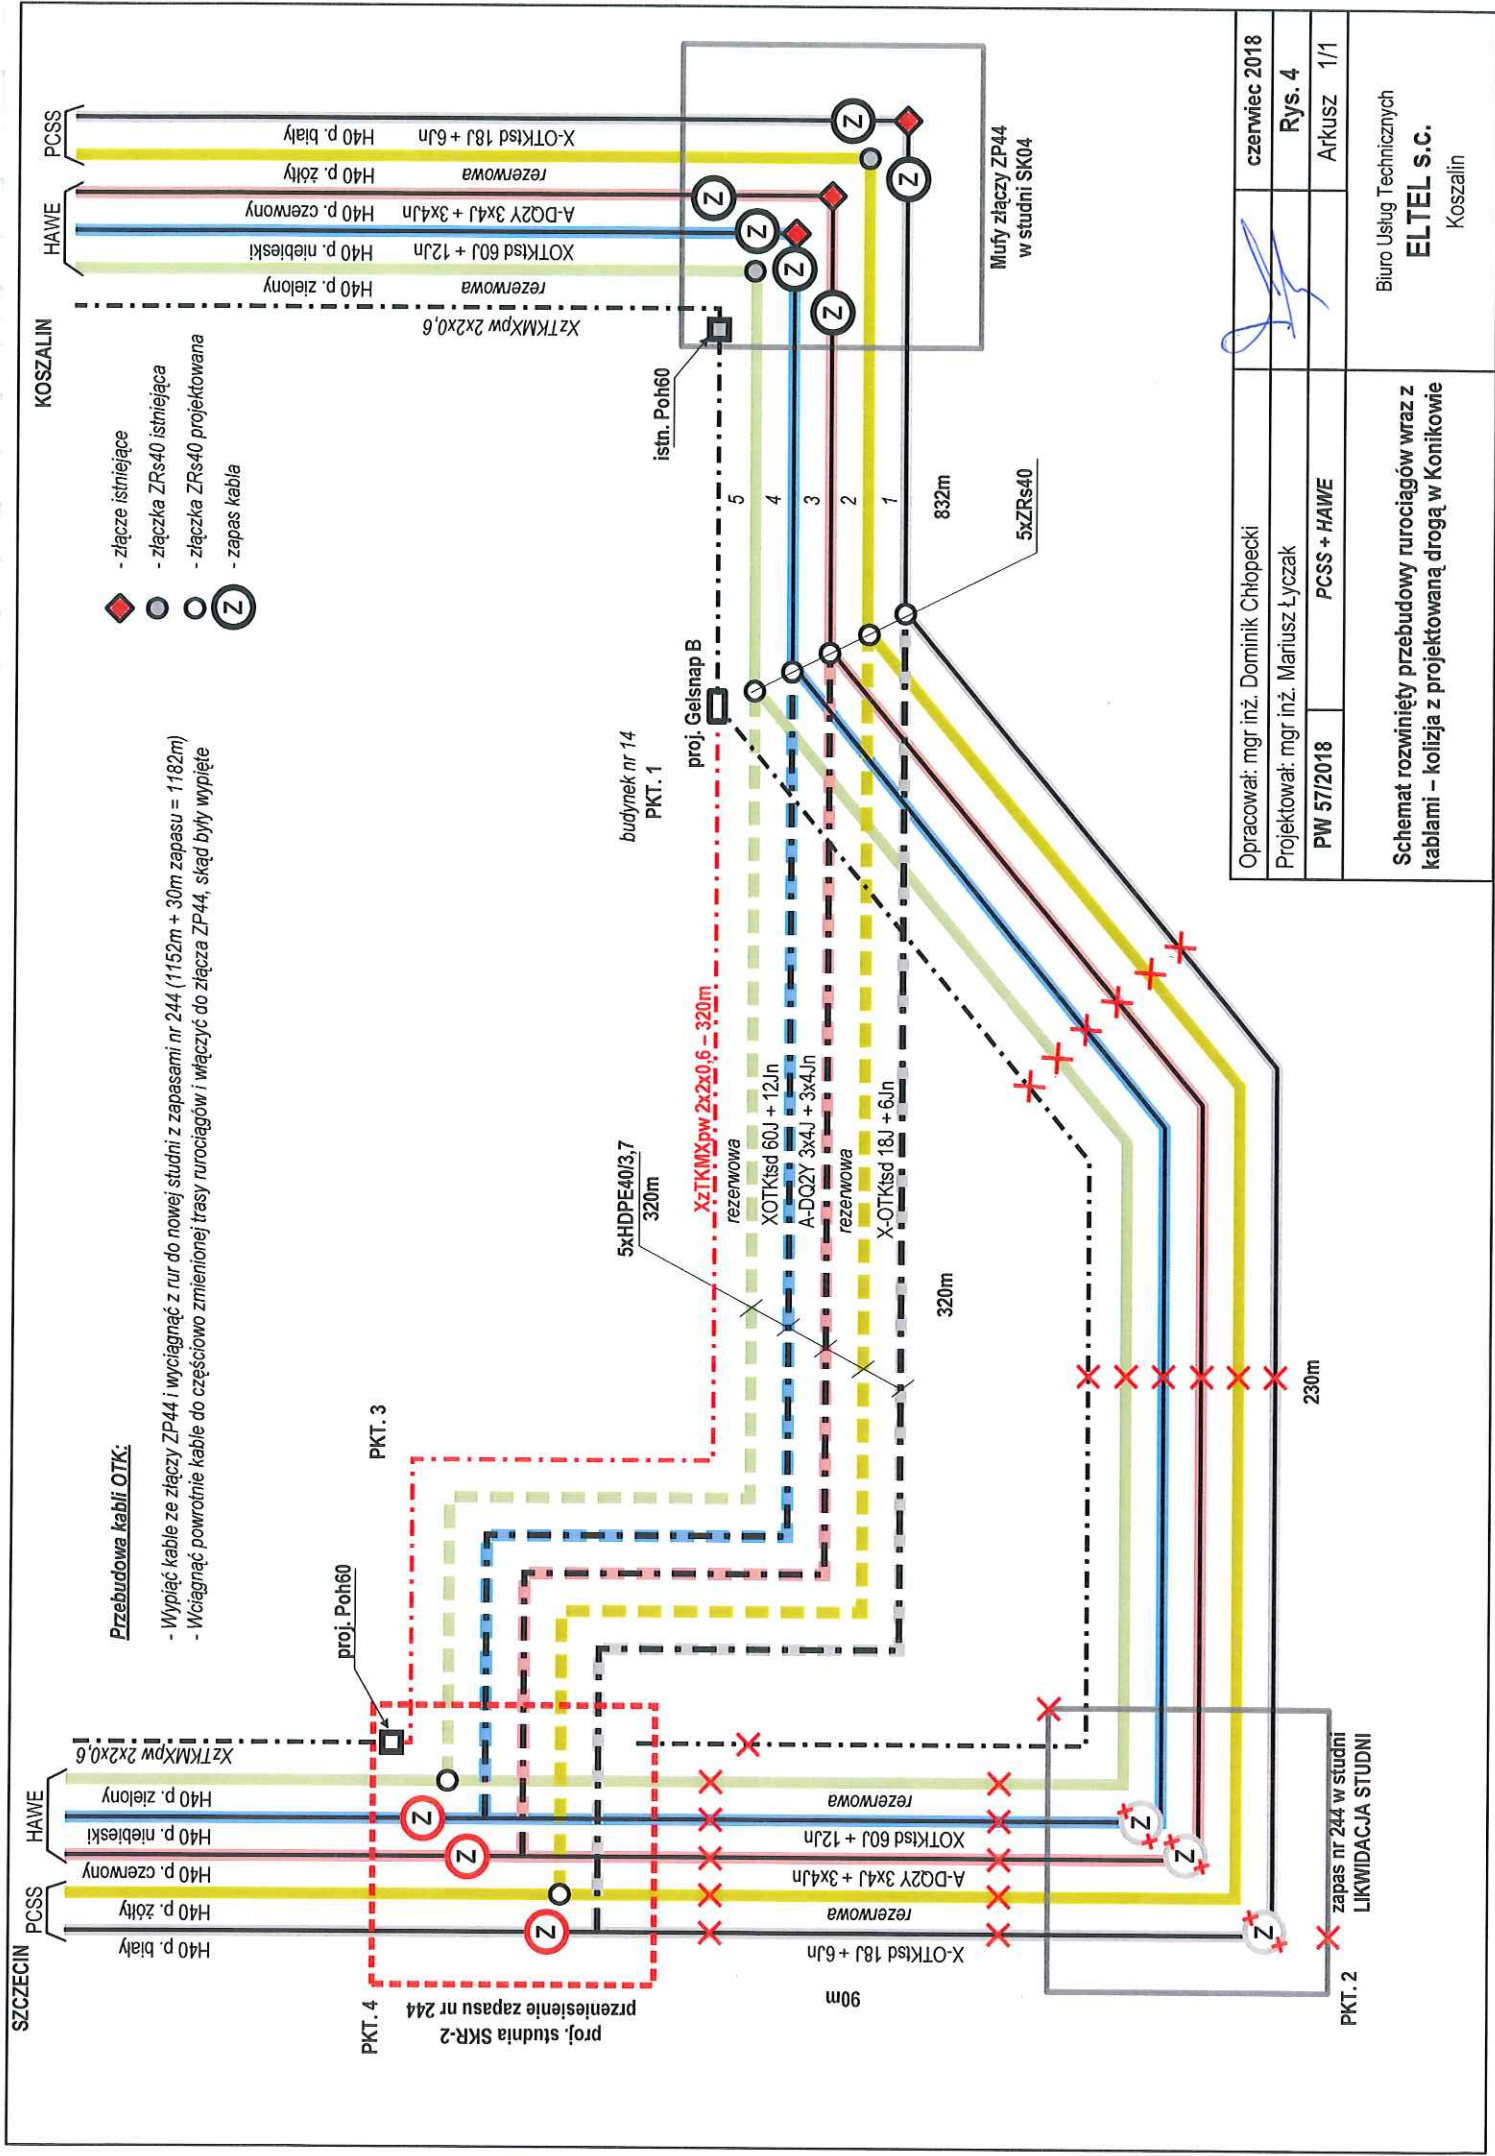 SZCZECIN
PCSS
HAWE
H40 p. biały
H40 p. żółty
H40 p. czerwony
H40 p. niebieski
H40 p. zielony
XzTKMXpw 2x2x0,6
Przebudowa kabli OTK:
- Wypiąć kable ze złączy ZP44 i wyciągnąć z rur do nowej studni z zapasami nr 244 (1152m + 30m zapasu = 1182m)
- Wciągnąć powrotnie kable do częściowo zmienionej trasy rurociągów i włączyć do złącza ZP44, skąd były wypięte
- złącze istniejące
- złączka ZRs40 istniejąca
- złączka ZRs40 projektowana
Z
- zapas kabla
KOSZALIN
HAWE
PCSS
H40 p. zielony
rezerwowa
H40 p. niebieski
XOTKtsd 60J + 12Jn
H40 p. czerwony
A-DQ2Y 3x4J + 3x4Jn
H40 p. żółty
rezerwowa
H40 p. biały
X-OTKtsd 18J + 6Jn
XzTKMXpw 2x2x0,6
Z
Z
Z
Z
Z
Z
Mufy złączy ZP44
w studni SK04
istn. Poh60
5
4
3
2
1
832m
5xZRs40
proj. Gelsnap B
budynek nr 14
PKT. 1
XzTKMXpw 2x2x0,6 – 320m
rezerwowa
XOTKtsd 60J + 12Jn
A-DQ2Y 3x4J + 3x4Jn
rezerwowa
X-OTKtsd 18J + 6Jn
5xHDPE40/3,7
320m
320m
PKT. 3
proj. Poh60
Z
Z
Z
PKT. 4
proj. studnia SKR-2
przeniesienie zapasu nr 244
rezerwowa
XOTKtsd 60J + 12Jn
A-DQ2Y 3x4J + 3x4Jn
rezerwowa
X-OTKtsd 18J + 6Jn
90m
230m
Z
Z
Z
PKT. 2
zapas nr 244 w studni
LIKWIDACJA STUDNI
Opracował: mgr inż. Dominik Chłopecki
czerwiec 2018
Projektował: mgr inż. Mariusz Łyczak
Rys. 4
PW 57/2018
PCSS + HAWE
Arkusz 1/1
Schemat rozwinięty przebudowy rurociągów wraz z
kablami – kolizja z projektowaną drogą w Konikowie
Biuro Usług Technicznych
ELTEL s.c.
Koszalin